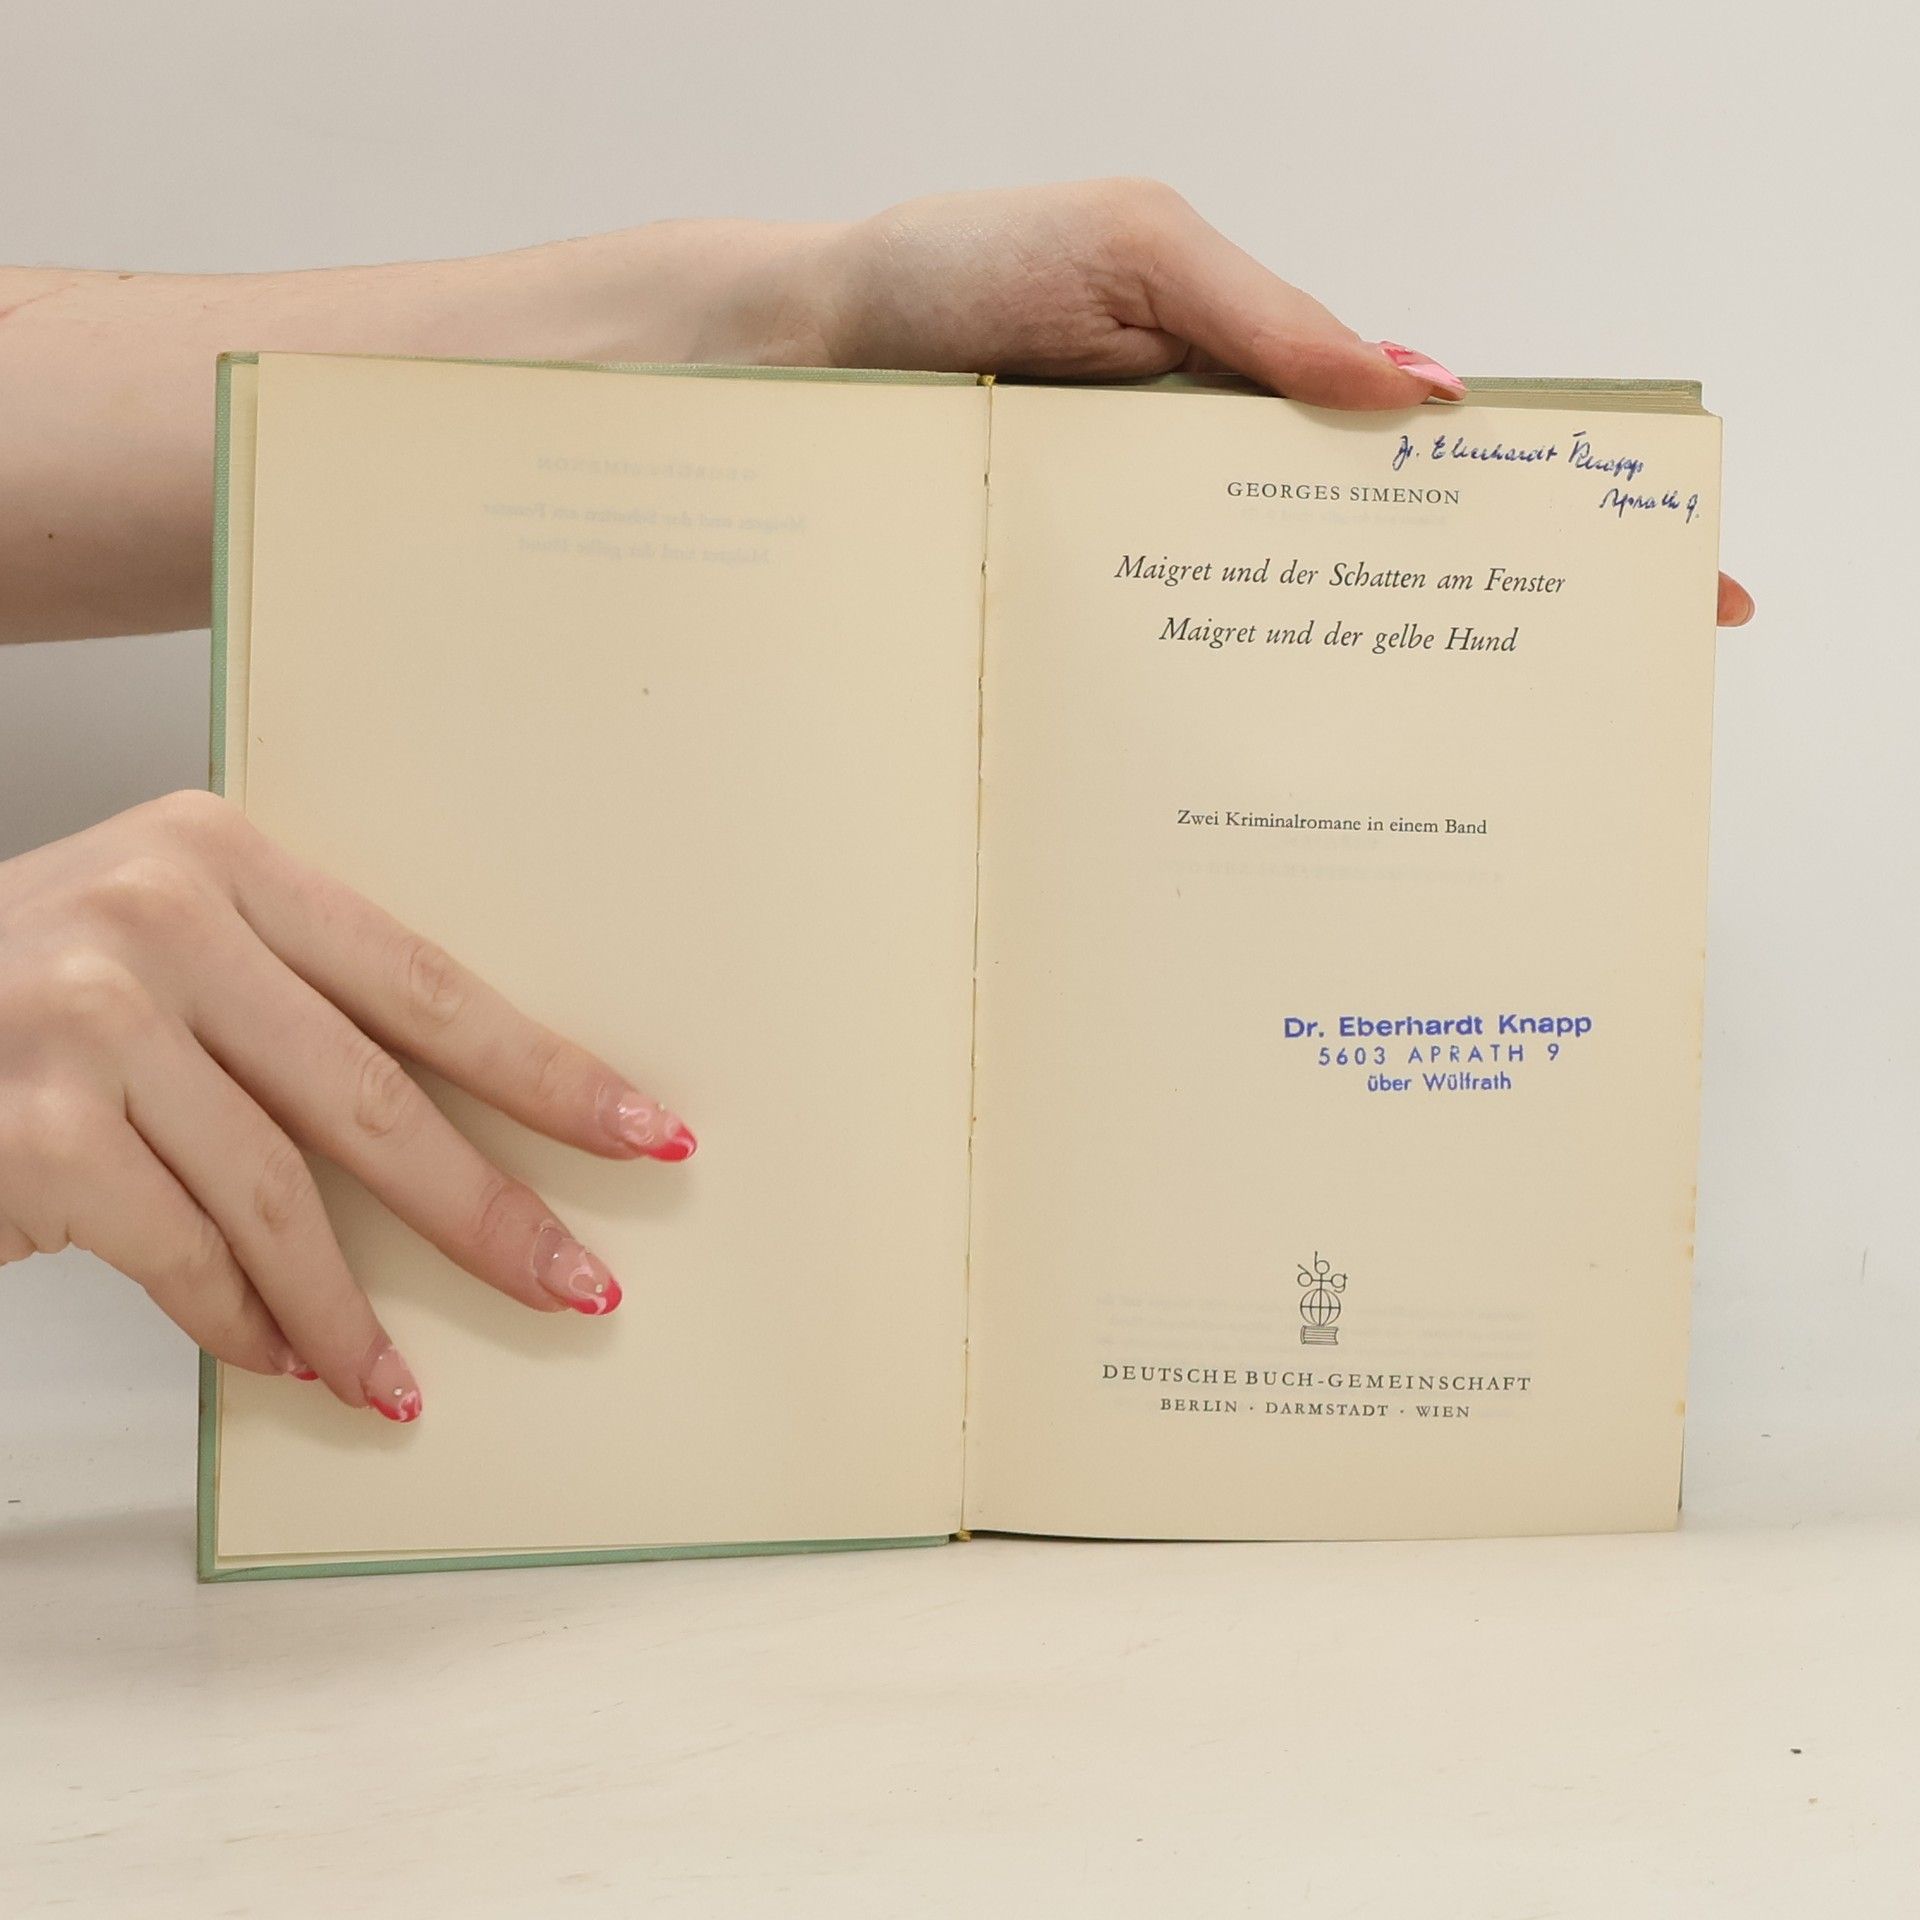 Dr. Eberhardt Knapp
Aprath 9.
GEORGES SIMENON
Maigret und der Schatten am Fenster
Maigret und der gelbe Hund
Zwei Kriminalromane in einem Band
Dr. Eberhardt Knapp
5603 APRATH 9
über Wülfrath
dbg
DEUTSCHE BUCH-GEMEINSCHAFT
BERLIN · DARMSTADT · WIEN